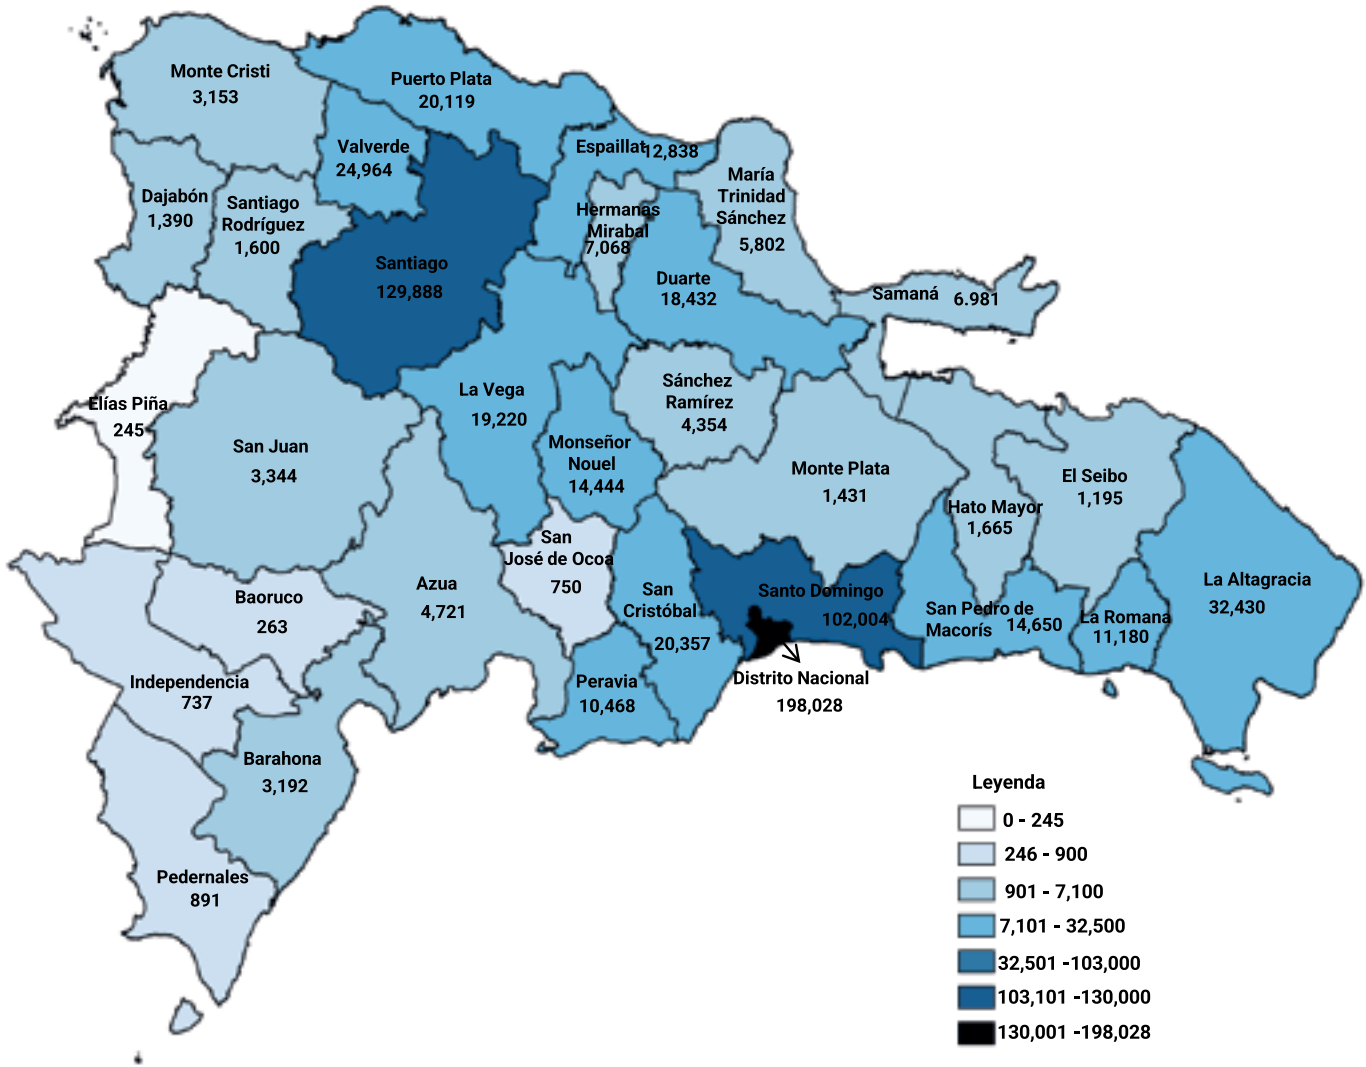 Monte Cristi
3,153
Puerto Plata
20,119
Valverde
24,964
Espaillat 12,838
María
Trinidad
Sánchez
5,802
Dajabón
1,390
Santiago
Rodríguez
1,600
Hermanas
Mirabal
7,068
Santiago
129,888
Duarte
18,432
Samaná 6.981
Elías Piña
245
La Vega
19,220
Sánchez
Ramírez
4,354
San Juan
3,344
Monseñor
Nouel
14,444
Monte Plata
1,431
Hato Mayor
1,665
El Seibo
1,195
San
José de Ocoa
750
Azua
4,721
Baoruco
263
San
Cristóbal
20,357
Santo Domingo
102,004
San Pedro de
Macorís 14,650
La Romana
11,180
La Altagracia
32,430
Independencia
737
Peravia
10,468
Distrito Nacional
198,028
Barahona
3,192
Pedernales
891
Leyenda
0 - 245
246 - 900
901 - 7,100
7,101 - 32,500
32,501 -103,000
103,101 -130,000
130,001 -198,028